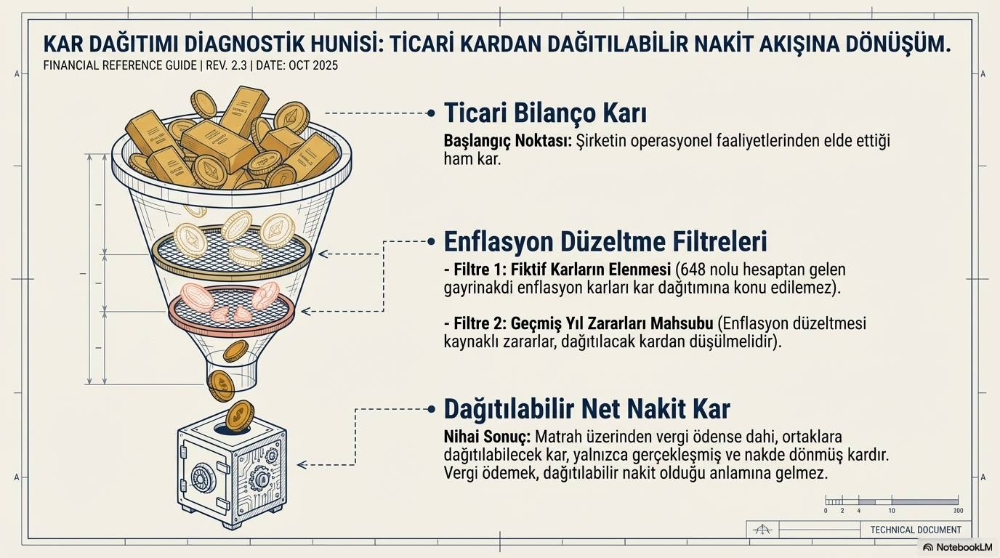 KAR DAĞITIMI DİAGNOSTİK HUNİSİ: TİCARİ KARDAN DAĞITILABİLİR NAKİT AKIŞINA DÖNÜŞÜM.
FINANCIAL REFERENCE GUIDE | REV. 2.3 | DATE: OCT 2025
A
A
Ticari Bilanço Karı
Başlangıç Noktası: Şirketin operasyonel faaliyetlerinden elde ettiği
ham kar.
Enflasyon Düzeltme Filtreleri
- Filtre 1: Fiktif Karların Elenmesi (648 nolu hesaptan gelen
gayrinakdi enflasyon karları kar dağıtımına konu edilemez).
- Filtre 2: Geçmiş Yıl Zararları Mahsubu (Enflasyon düzeltmesi
kaynaklı zararlar, dağıtılacak kardan düşülmelidir).
Dağıtılabilir Net Nakit Kar
Nihai Sonuç: Matrah üzerinden vergi ödense dahi, ortaklara
dağıtılabilecek kar, yalnızca gerçekleşmiş ve nakde dönmüş kardır.
Vergi ödemek, dağıtılabilir nakit olduğu anlamına gelmez.
A
A
0 2 4 10 200
TECHNICAL DOCUMENT
NotebookLM